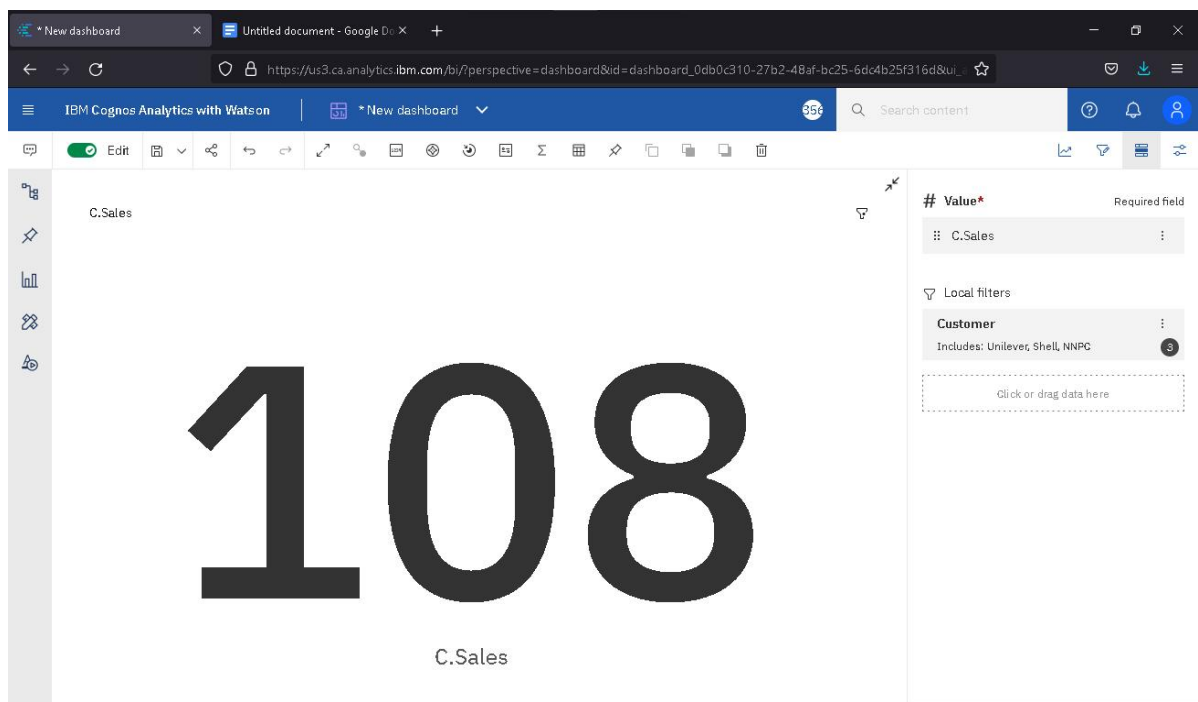 * New dashboard
Untitled document - Google Do
https://us3.ca.analytics.ibm.com/bi/?perspective=dashboard&id=dashboard_0db0c310-27b2-48af-bc25-6dc4b25f316d&ui_
IBM Cognos Analytics with Watson
* New dashboard
356
Search content
Edit
C.Sales
108
C.Sales
# Value*
Required field
C.Sales
Local filters
Customer
Includes: Unilever, Shell, NNPC
3
Click or drag data here